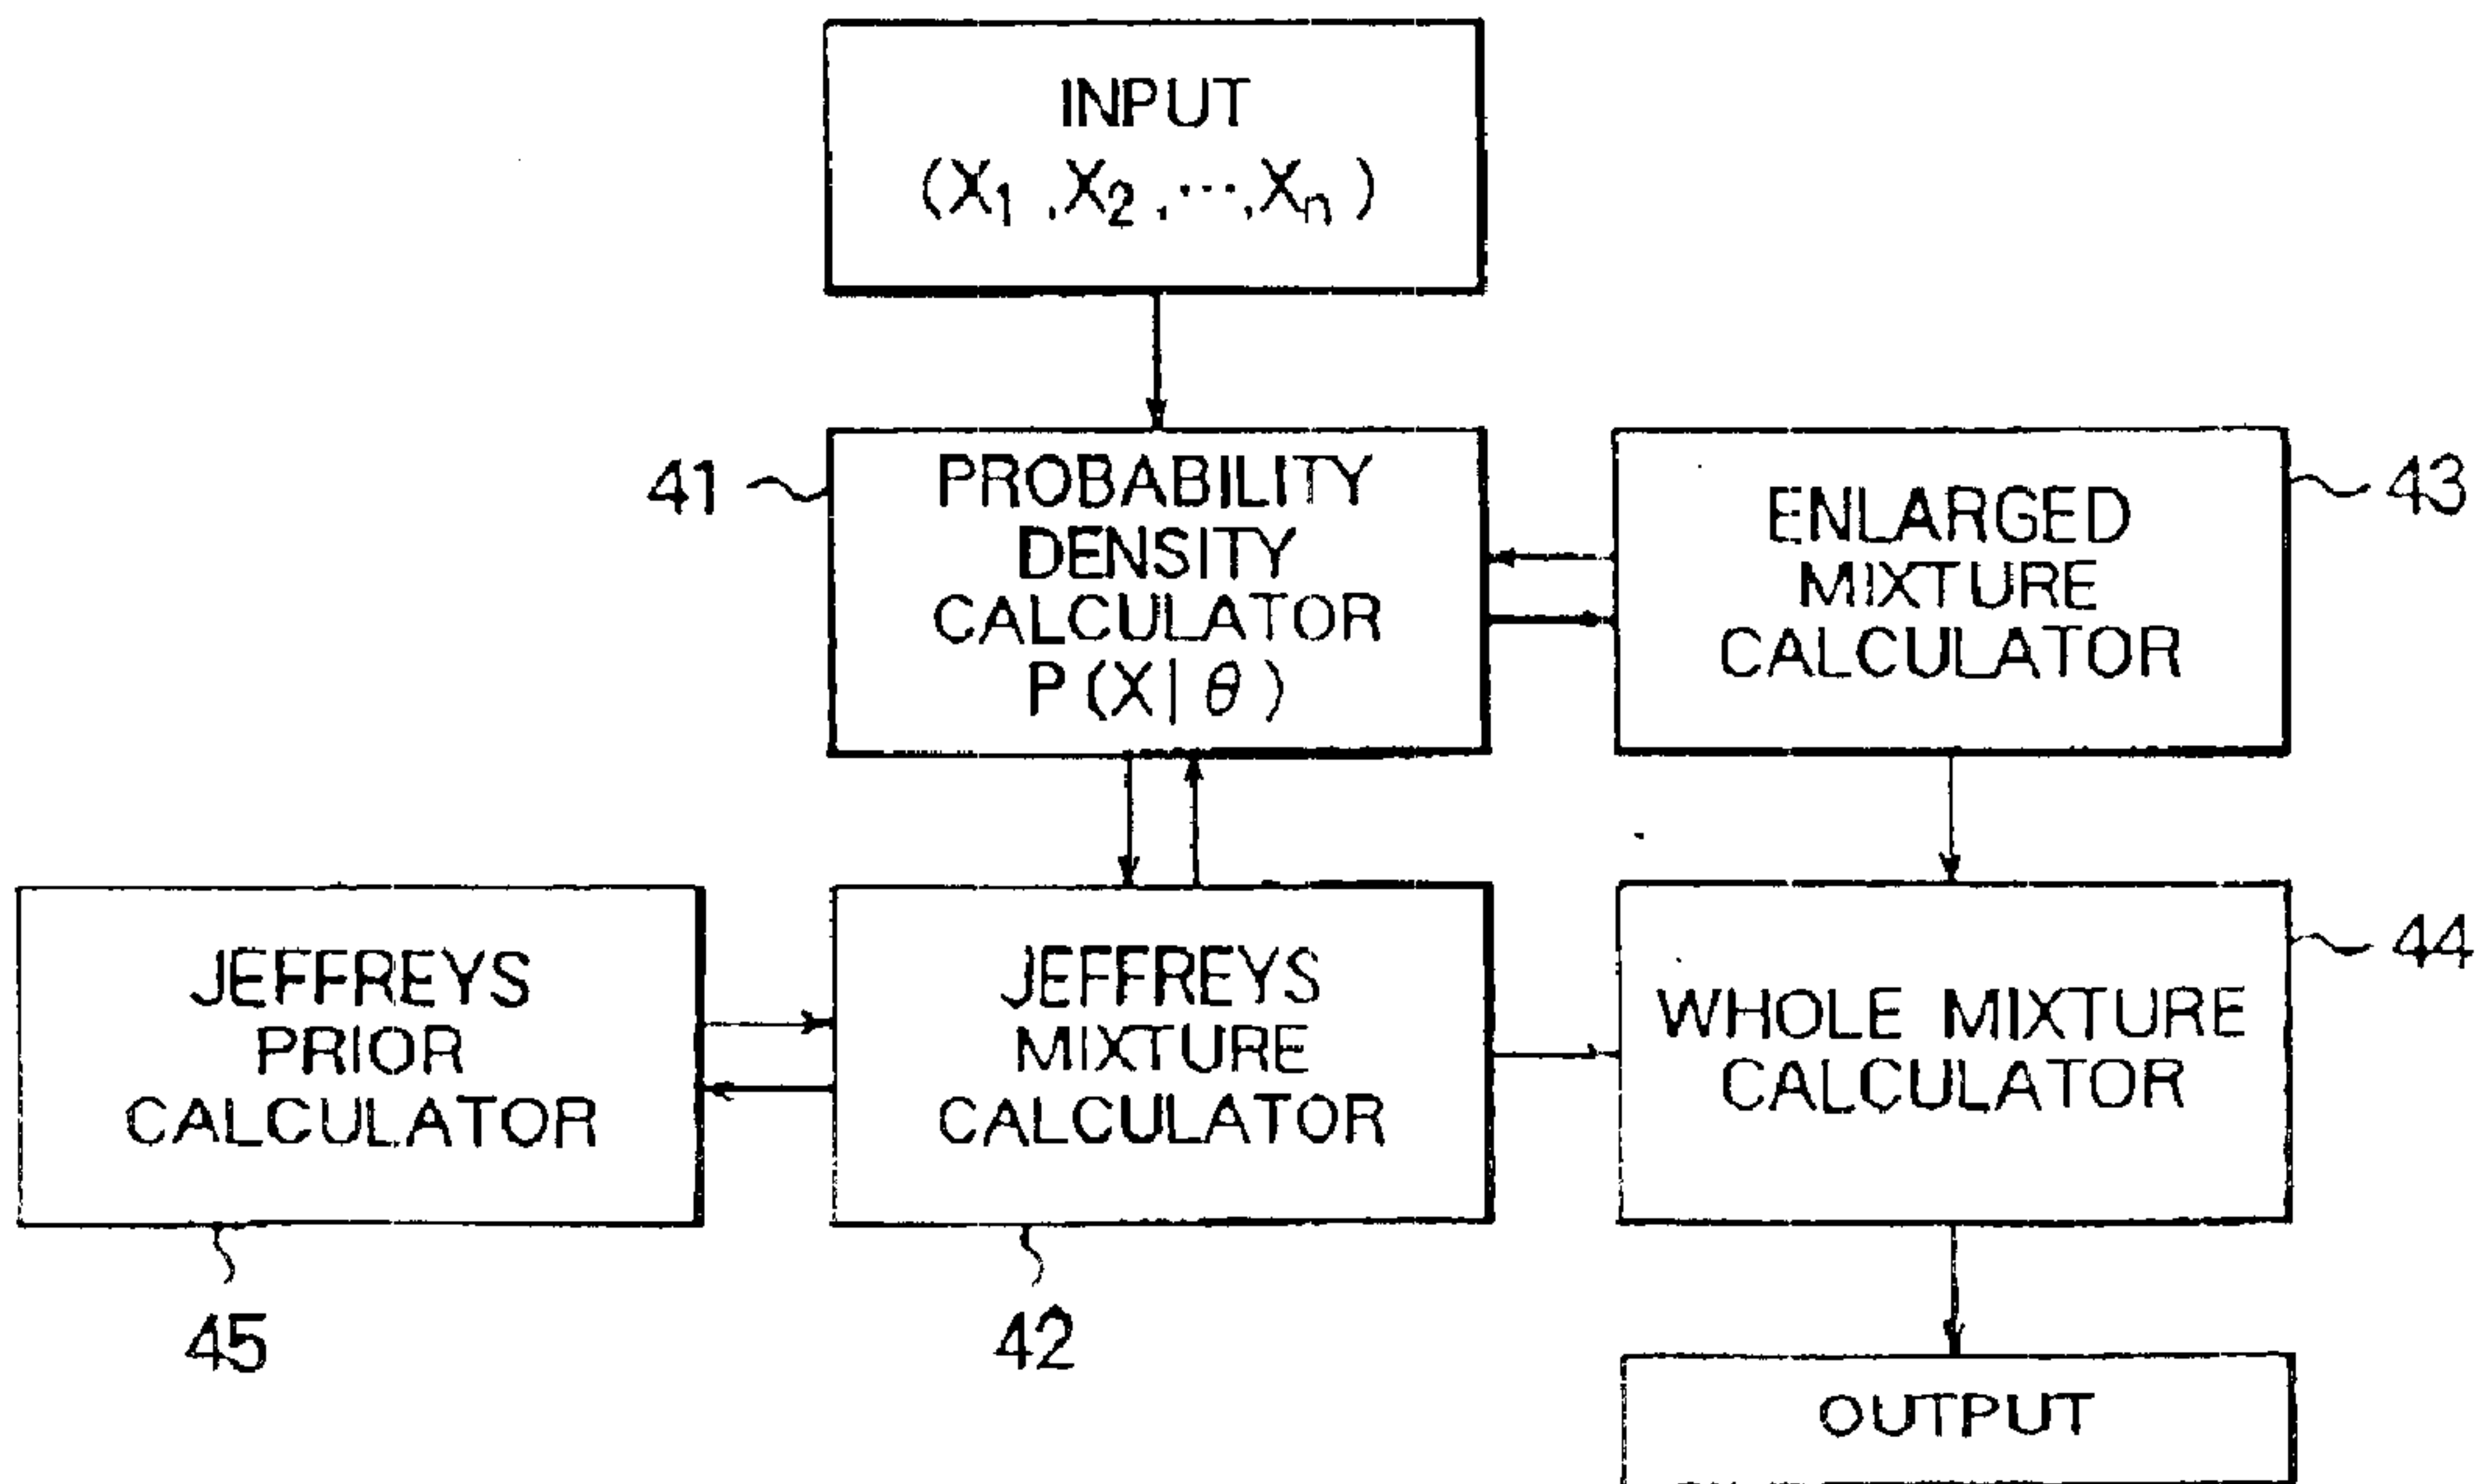 INPUT
(X1 ,X2 ,...,Xn )
41
PROBABILITY
DENSITY
CALCULATOR
P (X | θ )
ENLARGED
MIXTURE
CALCULATOR
43
JEFFREYS
PRIOR
CALCULATOR
45
JEFFREYS
MIXTURE
CALCULATOR
42
WHOLE MIXTURE
CALCULATOR
44
OUTPUT